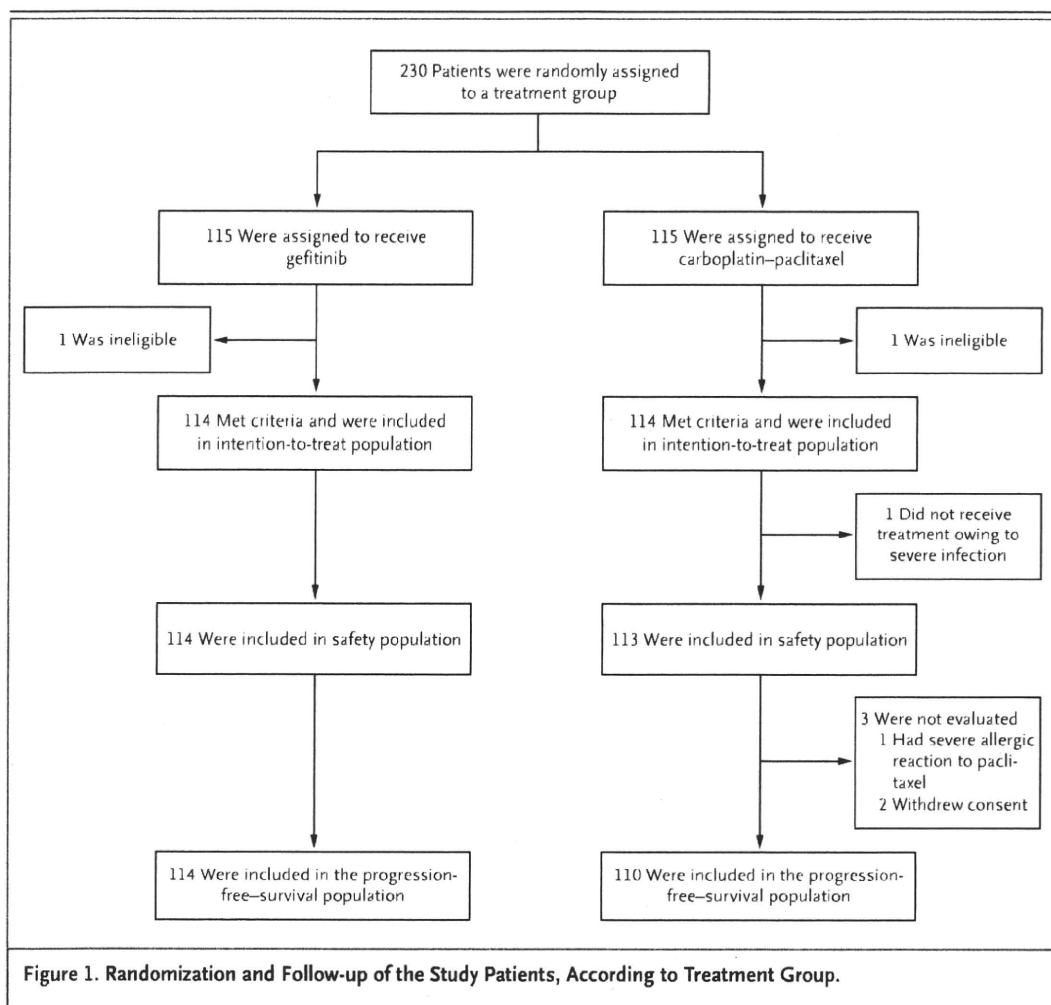 230 Patients were randomly assigned
to a treatment group
115 Were assigned to receive
gefitinib
115 Were assigned to receive
carboplatin–paclitaxel
1 Was ineligible
1 Was ineligible
114 Met criteria and were included
in intention-to-treat population
114 Met criteria and were included
in intention-to-treat population
1 Did not receive
treatment owing to
severe infection
114 Were included in safety population
113 Were included in safety population
3 Were not evaluated
1 Had severe allergic
reaction to pacli-
taxel
2 Withdrew consent
114 Were included in the progression-
free–survival population
110 Were included in the progression-
free–survival population
Figure 1. Randomization and Follow-up of the Study Patients, According to Treatment Group.